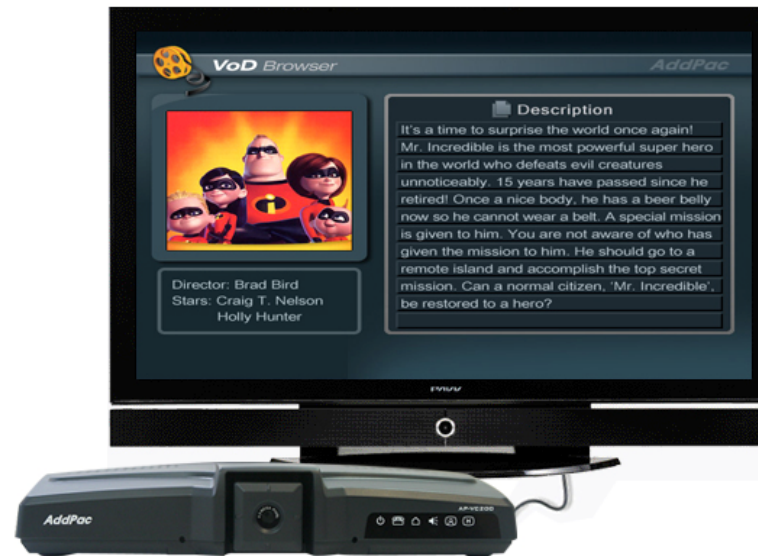 VoD Browser
AddPac
Description
It's a time to surprise the world once again!
Mr. Incredible is the most powerful super hero
in the world who defeats evil creatures
unnoticeably. 15 years have passed since he
retired! Once a nice body, he has a beer belly
now so he cannot wear a belt. A special mission
is given to him. You are not aware of who has
given the mission to him. He should go to a
remote island and accomplish the top secret
mission. Can a normal citizen, 'Mr. Incredible',
be restored to a hero?
Director: Brad Bird
Stars: Craig T. Nelson
Holly Hunter
AddPac